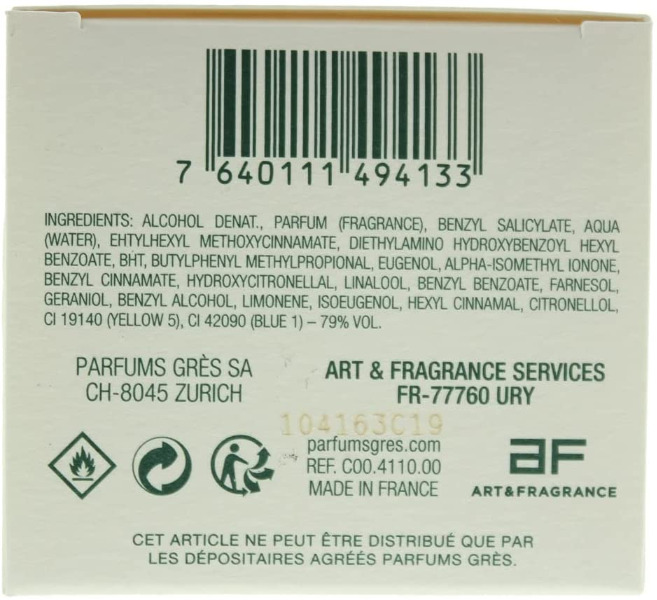 7 640111 494133
INGREDIENTS: ALCOHOL DENAT., PARFUM (FRAGRANCE), BENZYL SALICYLATE, AQUA
(WATER), EHTYLHEXYL METHOXYCINNAMATE, DIETHYLAMINO HYDROXYBENZOYL HEXYL
BENZOATE, BHT, BUTYLPHENYL METHYLPROPIONAL, EUGENOL, ALPHA-ISOMETHYL IONONE,
BENZYL CINNAMATE, HYDROXYCITRONELLAL, LINALOOL, BENZYL BENZOATE, FARNESOL,
GERANIOL, BENZYL ALCOHOL, LIMONENE, ISOEUGENOL, HEXYL CINNAMAL, CITRONELLOL,
CI 19140 (YELLOW 5), CI 42090 (BLUE 1) – 79% VOL.
PARFUMS GRÈS SA
CH-8045 ZURICH
ART & FRAGRANCE SERVICES
FR-77760 URY
104163C19
parfumsgres.com
REF. C00.4110.00
MADE IN FRANCE
AF
ART&FRAGRANCE
CET ARTICLE NE PEUT ÊTRE DISTRIBUÉ QUE PAR
LES DÉPOSITAIRES AGRÉÉS PARFUMS GRÈS.